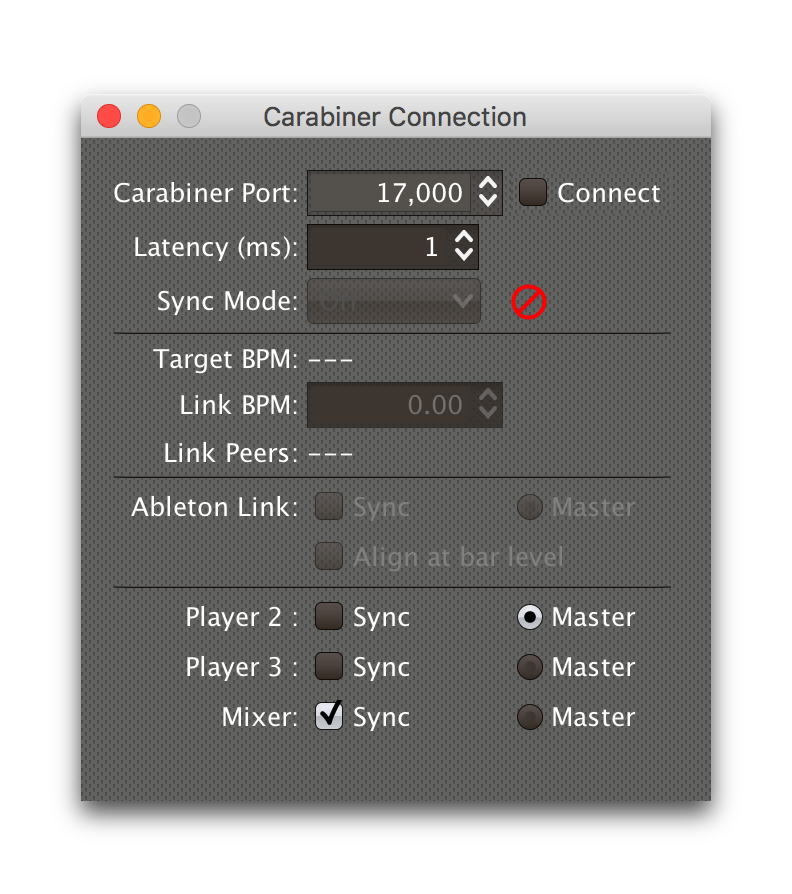 Carabiner Connection
Carabiner Port: 17,000 Connect
Latency (ms): 1
Sync Mode: Off
Target BPM: ---
Link BPM: 0.00
Link Peers: ---
Ableton Link: Sync Master
Align at bar level
Player 2 : Sync Master
Player 3 : Sync Master
Mixer: Sync Master